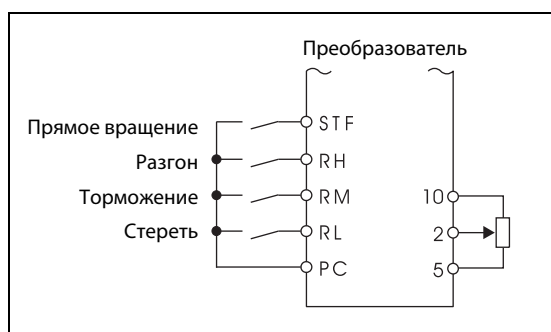 Преобразователь
Прямое вращение STF
Разгон RH
Торможение RM 10
Стереть RL 2
PC 5